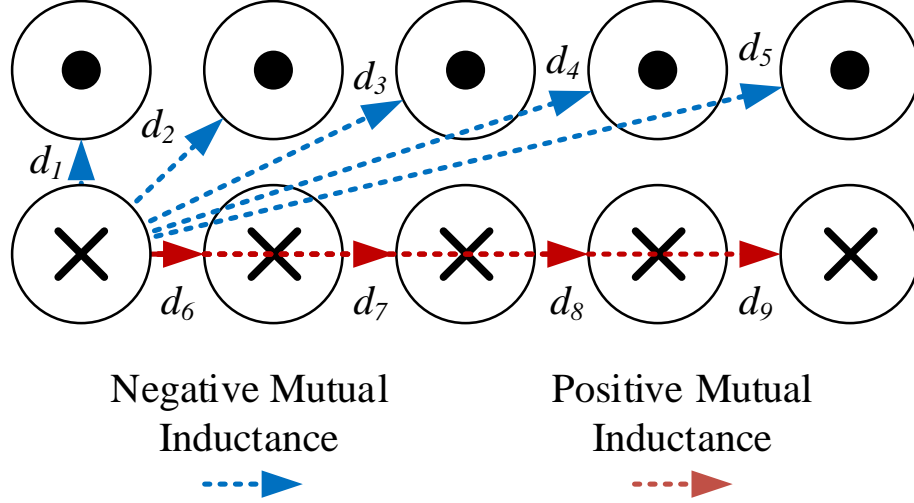 d1
d2
d3
d4
d5
d6
d7
d8
d9
Negative Mutual
Inductance
Positive Mutual
Inductance